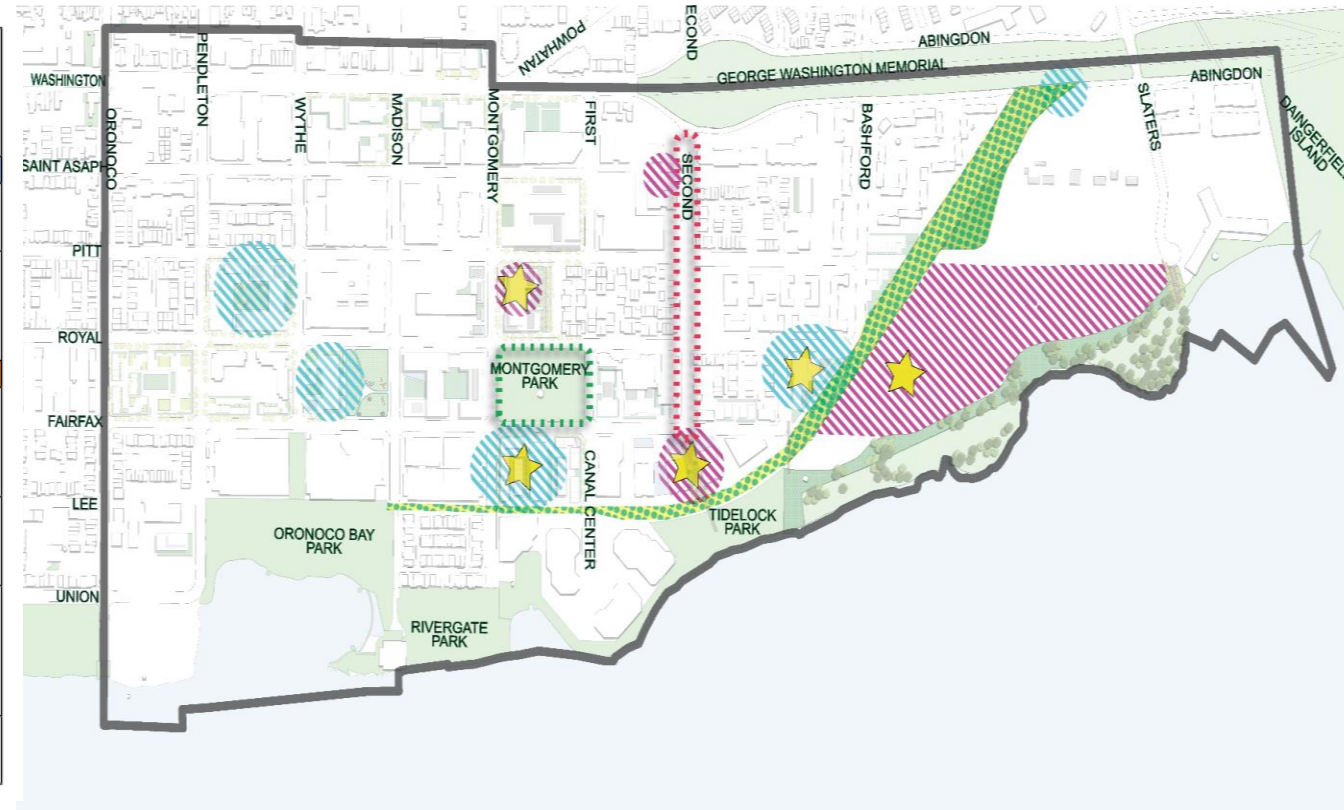 POWHATAN
ECOND
ABINGDON
GEORGE WASHINGTON MEMORIAL
WASHINGTON
ABINGDON
PENDLETON
ORONOCO
WYTHE
MADISON
MONTGOMERY
FIRST
SECOND
BASHFORD
SLATERS
DAINGERFIEL
ISLAND
SAINT ASAPH
PITT
ROYAL
MONTGOMERY
PARK
FAIRFAX
CANAL CENTER
LEE
TIDELOCK
PARK
ORONOCO BAY
PARK
UNION
RIVERGATE
PARK